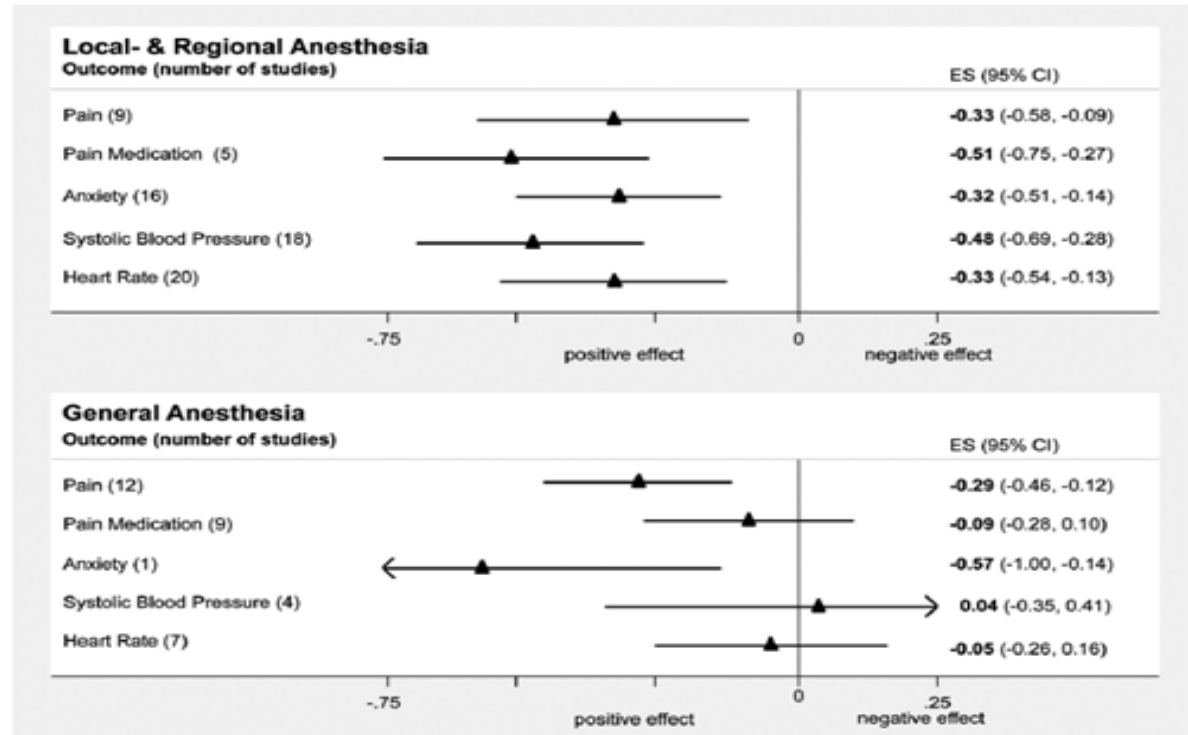 Local- & Regional Anesthesia
Outcome (number of studies) ES (95% CI)
Pain (9) -0.33 (-0.58, -0.09)
Pain Medication (5) -0.51 (-0.75, -0.27)
Anxiety (16) -0.32 (-0.51, -0.14)
Systolic Blood Pressure (18) -0.48 (-0.69, -0.28)
Heart Rate (20) -0.33 (-0.54, -0.13)
-.75 0 .25
positive effect negative effect
General Anesthesia
Outcome (number of studies) ES (95% CI)
Pain (12) -0.29 (-0.46, -0.12)
Pain Medication (9) -0.09 (-0.28, 0.10)
Anxiety (1) -0.57 (-1.00, -0.14)
Systolic Blood Pressure (4) 0.04 (-0.35, 0.41)
Heart Rate (7) -0.05 (-0.26, 0.16)
-.75 0 .25
positive effect negative effect